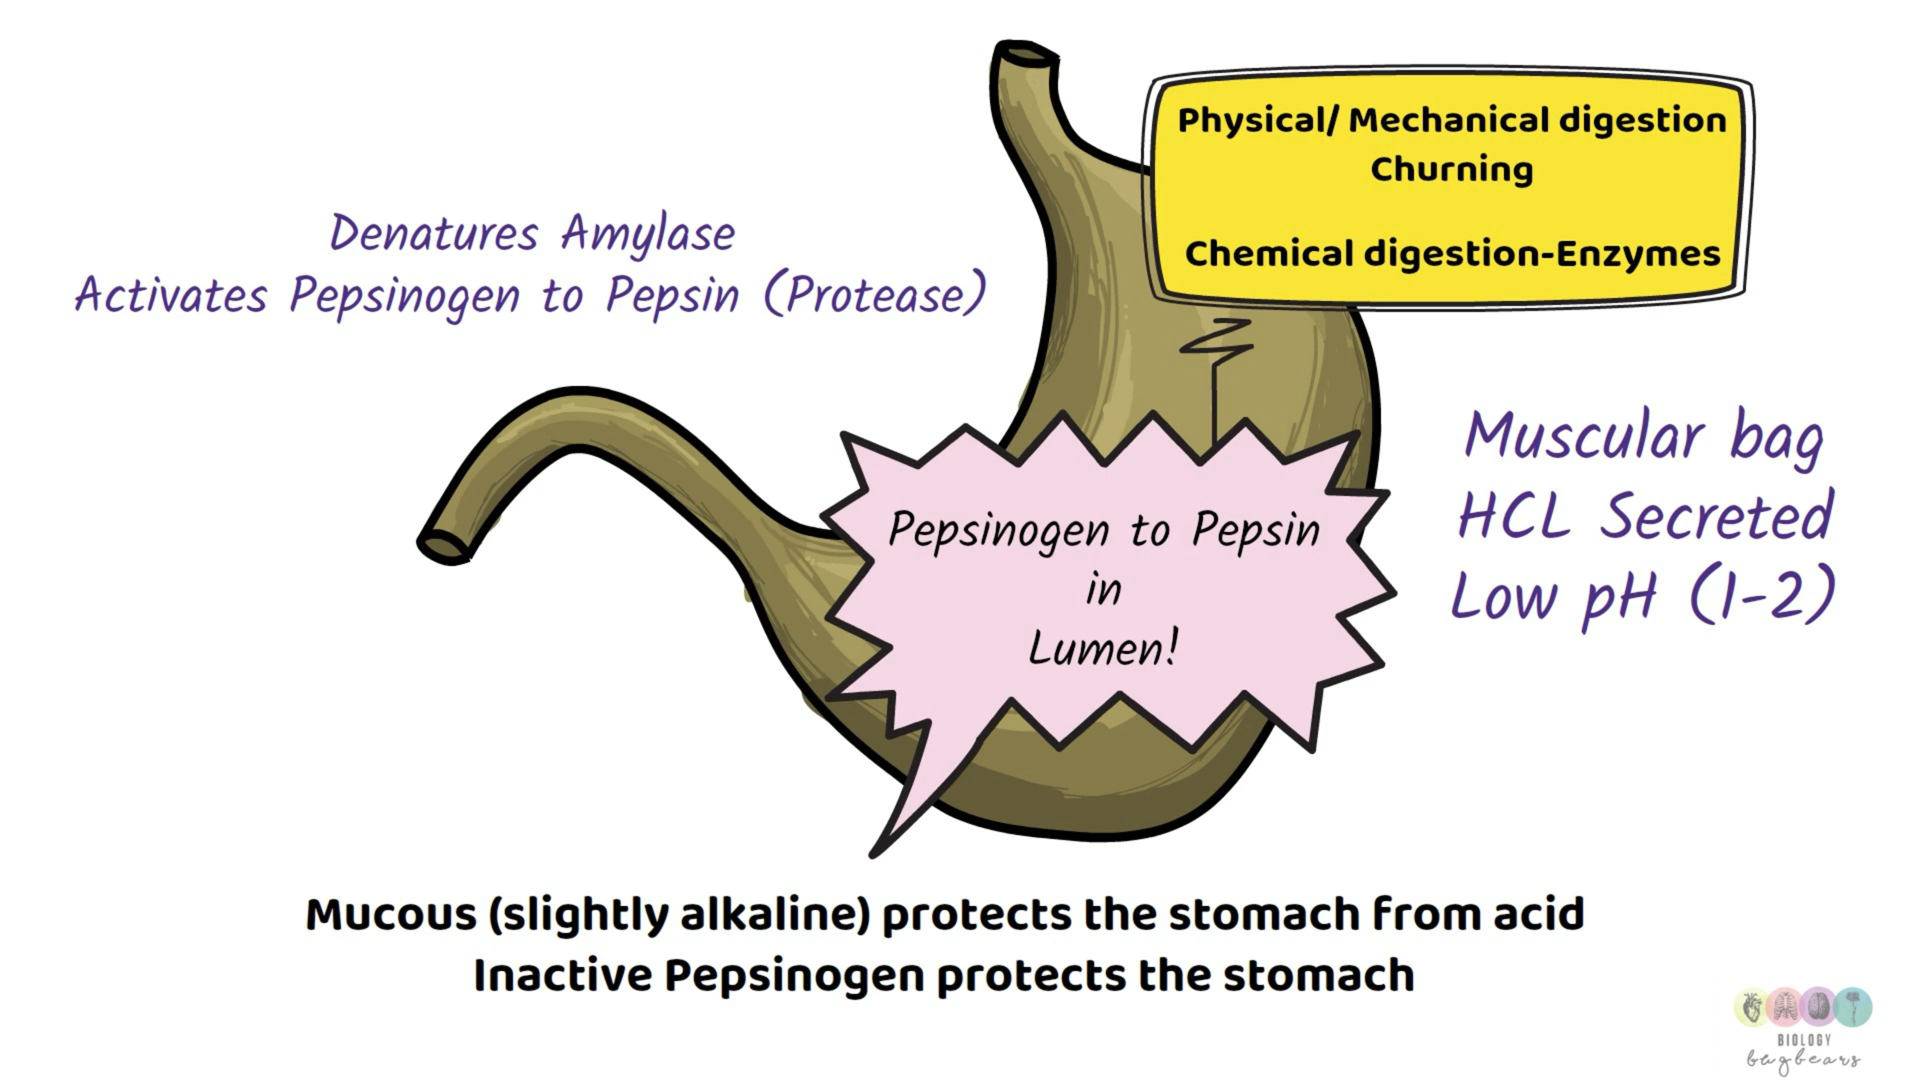 Physical/ Mechanical digestion
Churning
Chemical digestion-Enzymes
Denatures Amylase
Activates Pepsinogen to Pepsin (Protease)
Muscular bag
HCL Secreted
Low pH (1-2)
Pepsinogen to Pepsin
in
Lumen!
Mucous (slightly alkaline) protects the stomach from acid
Inactive Pepsinogen protects the stomach
BIOLOGY
bugbears